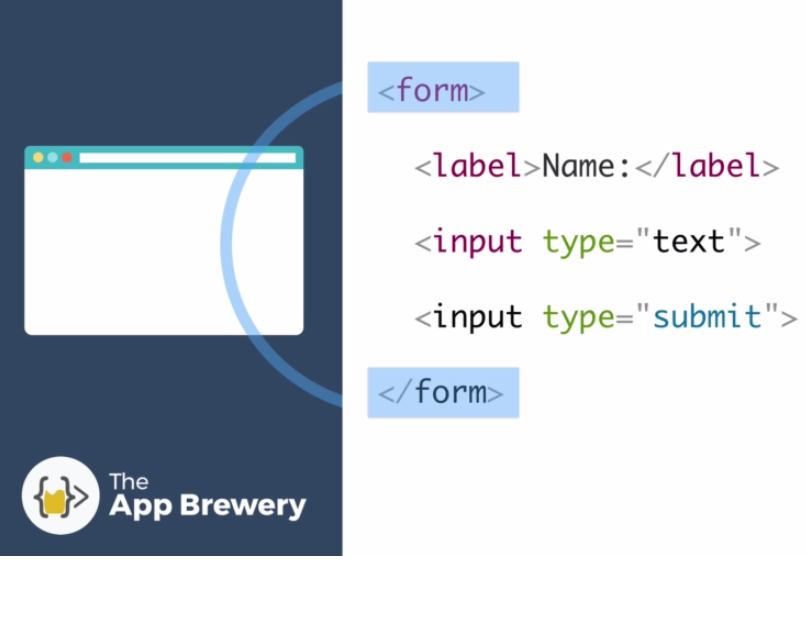 <form>
<label>Name:</label>
<input type="text">
<input type="submit">
</form>
The
App Brewery